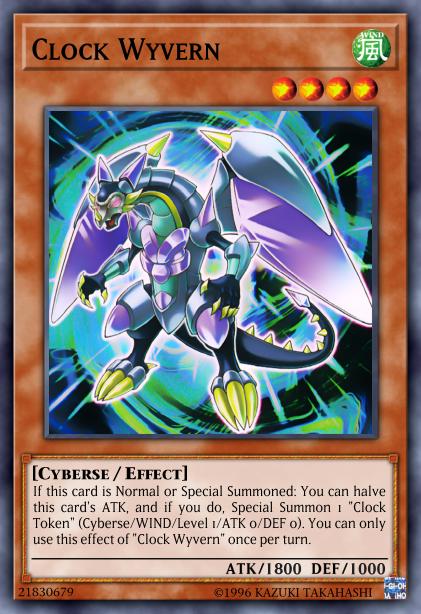 Clock Wyvern
WIND
風
[Cyberse / Effect]
If this card is Normal or Special Summoned: You can halve
this card's ATK, and if you do, Special Summon 1 "Clock
Token" (Cyberse/WIND/Level 1/ATK 0/DEF 0). You can only
use this effect of "Clock Wyvern" once per turn.
ATK/1800 DEF/1000
21830679
©1996 KAZUKI TAKAHASHI